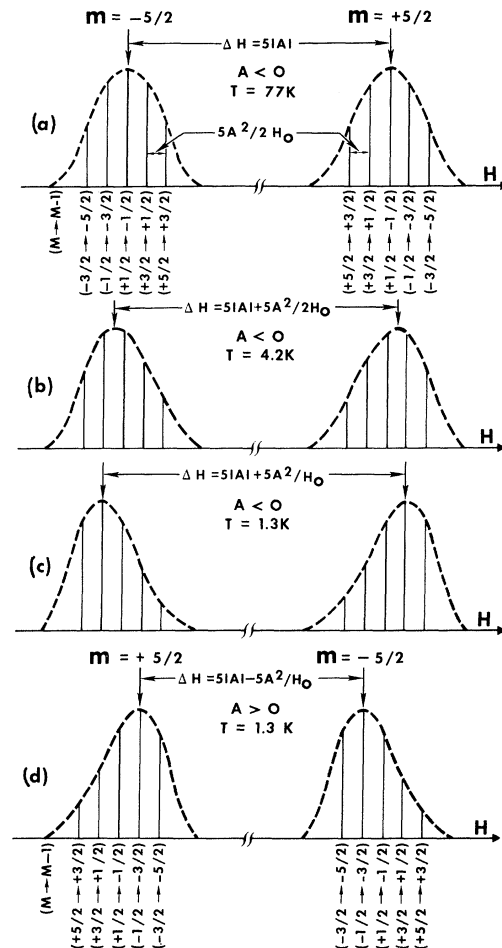 m = −5/2 m = +5/2
Δ H = 5|A|
A < O
T = 77K
(a)
5A²/2 H₀
H
(M → M−1)
(−3/2 → −5/2)
(−1/2 → −3/2)
(+1/2 → −1/2)
(+3/2 → +1/2)
(+5/2 → +3/2)
(+5/2 → +3/2)
(+3/2 → +1/2)
(+1/2 → −1/2)
(−1/2 → −3/2)
(−3/2 → −5/2)
Δ H = 5|A|+5A²/2H₀
A < O
T = 4.2K
(b)
H
Δ H = 5|A|+5A²/H₀
A < O
T = 1.3K
(c)
H
m = + 5/2 m = − 5/2
Δ H = 5|A|−5A²/H₀
A > O
T = 1.3 K
(d)
H
(M → M−1)
(+5/2 → +3/2)
(+3/2 → +1/2)
(+1/2 → −1/2)
(−1/2 → −3/2)
(−3/2 → −5/2)
(−3/2 → −5/2)
(−1/2 → −3/2)
(+1/2 → −1/2)
(+3/2 → +1/2)
(+5/2 → +3/2)